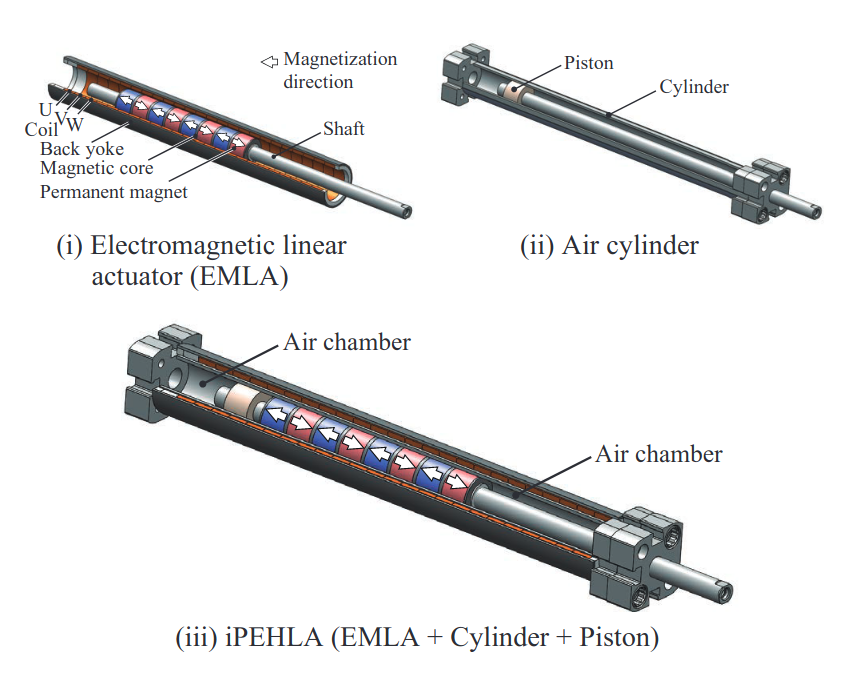 Magnetization
direction
U V W
Coil
Back yoke
Magnetic core
Permanent magnet
Shaft
(i) Electromagnetic linear
actuator (EMLA)
Piston
Cylinder
(ii) Air cylinder
Air chamber
Air chamber
(iii) iPEHLA (EMLA + Cylinder + Piston)